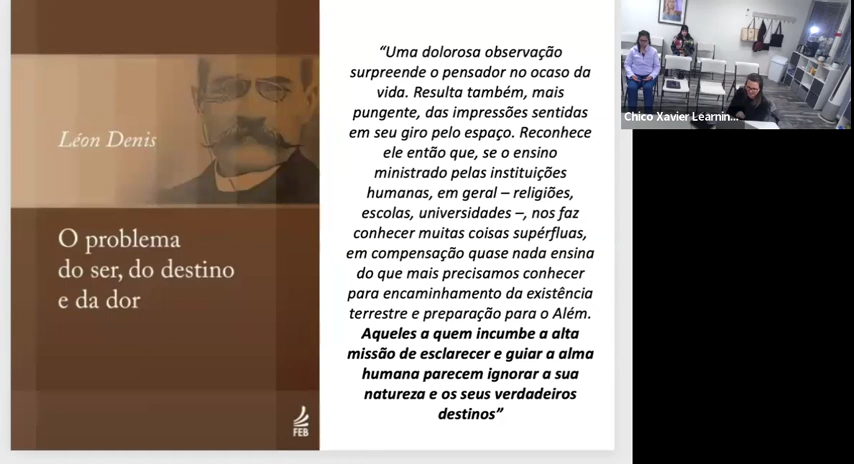 Léon Denis
O problema
do ser, do destino
e da dor
FEB
“Uma dolorosa observação
surpreende o pensador no ocaso da
vida. Resulta também, mais
pungente, das impressões sentidas
em seu giro pelo espaço. Reconhece
ele então que, se o ensino
ministrado pelas instituições
humanas, em geral – religiões,
escolas, universidades –, nos faz
conhecer muitas coisas supérfluas,
em compensação quase nada ensina
do que mais precisamos conhecer
para encaminhamento da existência
terrestre e preparação para o Além.
Aqueles a quem incumbe a alta
missão de esclarecer e guiar a alma
humana parecem ignorar a sua
natureza e os seus verdadeiros
destinos”
Chico Xavier Learnin...